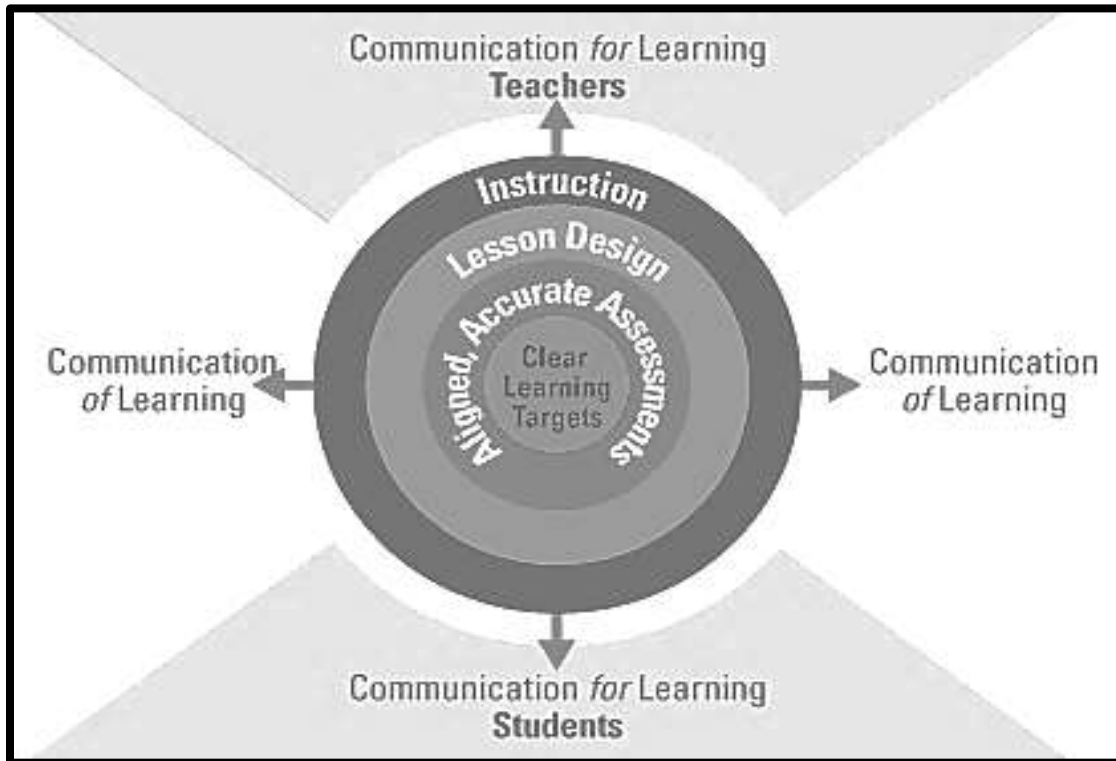 Communication for Learning
Teachers
Instruction
Lesson Design
Aligned, Accurate Assessments
Clear
Learning
Targets
Communication
of Learning
Communication
of Learning
Communication for Learning
Students